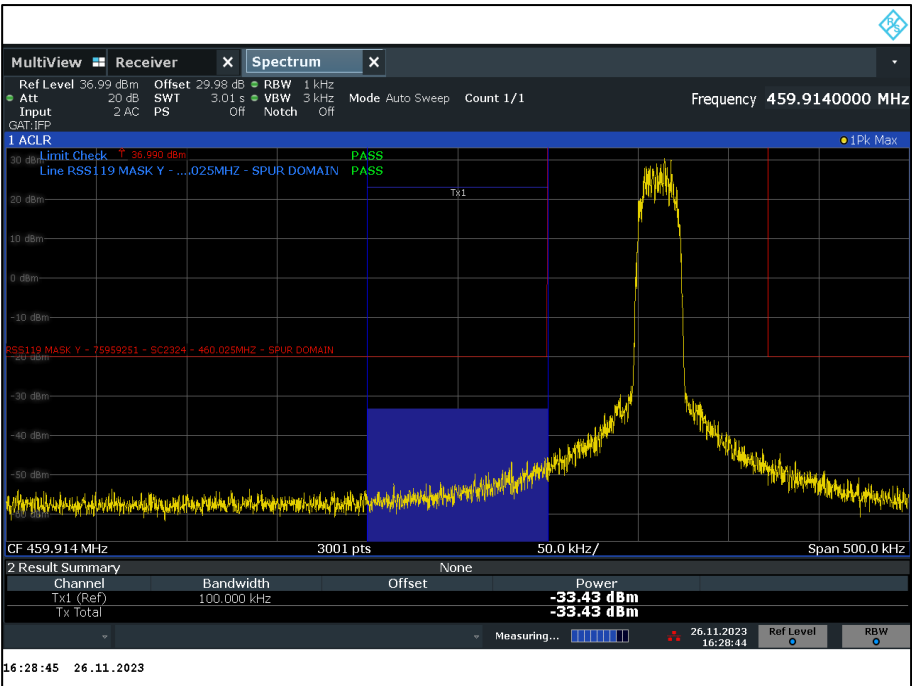 R S
MultiView Receiver X Spectrum X
Ref Level 36.99 dBm Offset 29.98 dB RBW 1 kHz
Att 20 dB SWT 3.01 s VBW 3 kHz Mode Auto Sweep Count 1/1 Frequency 459.9140000 MHz
Input 2 AC PS Off Notch Off
GAT:IFP
1 ACLR 1Pk Max
30 dBm Limit Check 36.990 dBm PASS
Line RSS119 MASK Y - ....025MHZ - SPUR DOMAIN PASS
Tx1
20 dBm
10 dBm
0 dBm
-10 dBm
RSS119 MASK Y - 75959251 - SC2324 - 460.025MHZ - SPUR DOMAIN
-20 dBm
-30 dBm
-40 dBm
-50 dBm
CF 459.914 MHz 3001 pts 50.0 kHz/ Span 500.0 kHz
2 Result Summary None
Channel Bandwidth Offset Power
Tx1 (Ref) 100.000 kHz -33.43 dBm
Tx Total -33.43 dBm
Measuring... 26.11.2023 Ref Level RBW
16:28:44
16:28:45 26.11.2023